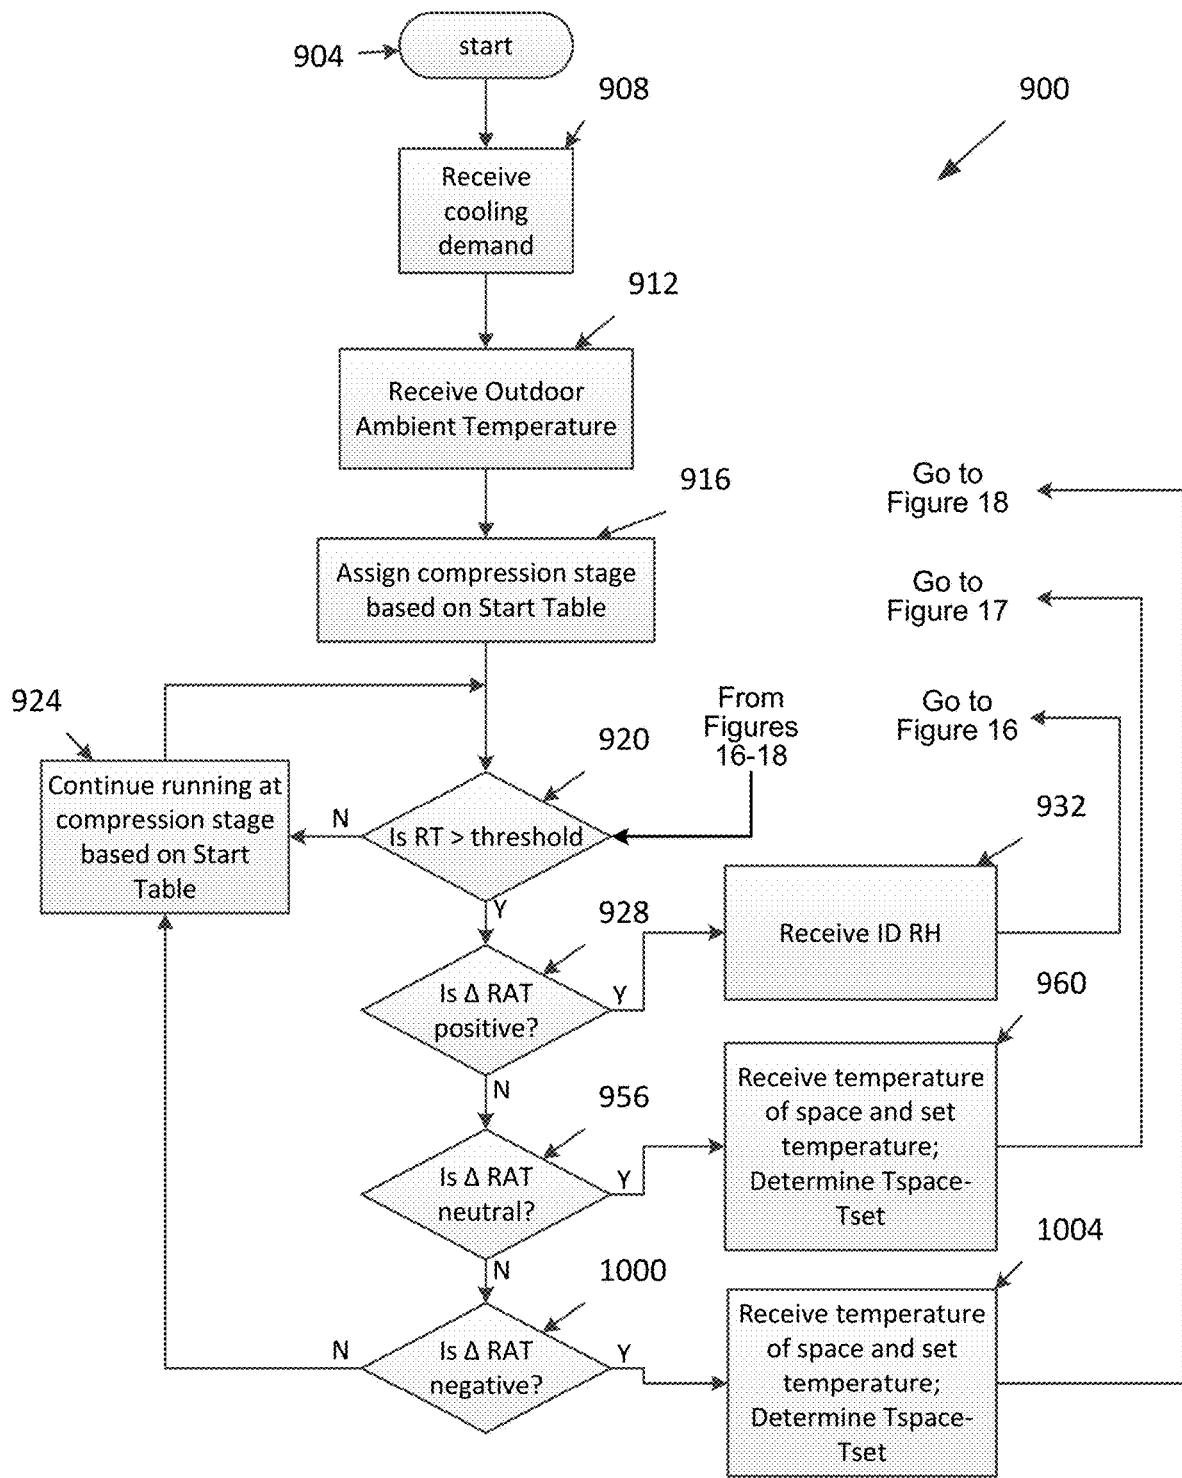 904
start
908
900
Receive
cooling
demand
912
Receive Outdoor
Ambient Temperature
916
Go to
Figure 18
Assign compression stage
based on Start Table
Go to
Figure 17
924
From
Figures
16-18
Go to
Figure 16
920
Continue running at
compression stage
based on Start
Table
N
Is RT > threshold
932
Y
928
Receive ID RH
Is Δ RAT
positive?
Y
960
N
956
Receive temperature
of space and set
temperature;
Determine Tspace-
Tset
Is Δ RAT
neutral?
Y
N
1000
1004
Is Δ RAT
negative?
N
Y
Receive temperature
of space and set
temperature;
Determine Tspace-
Tset